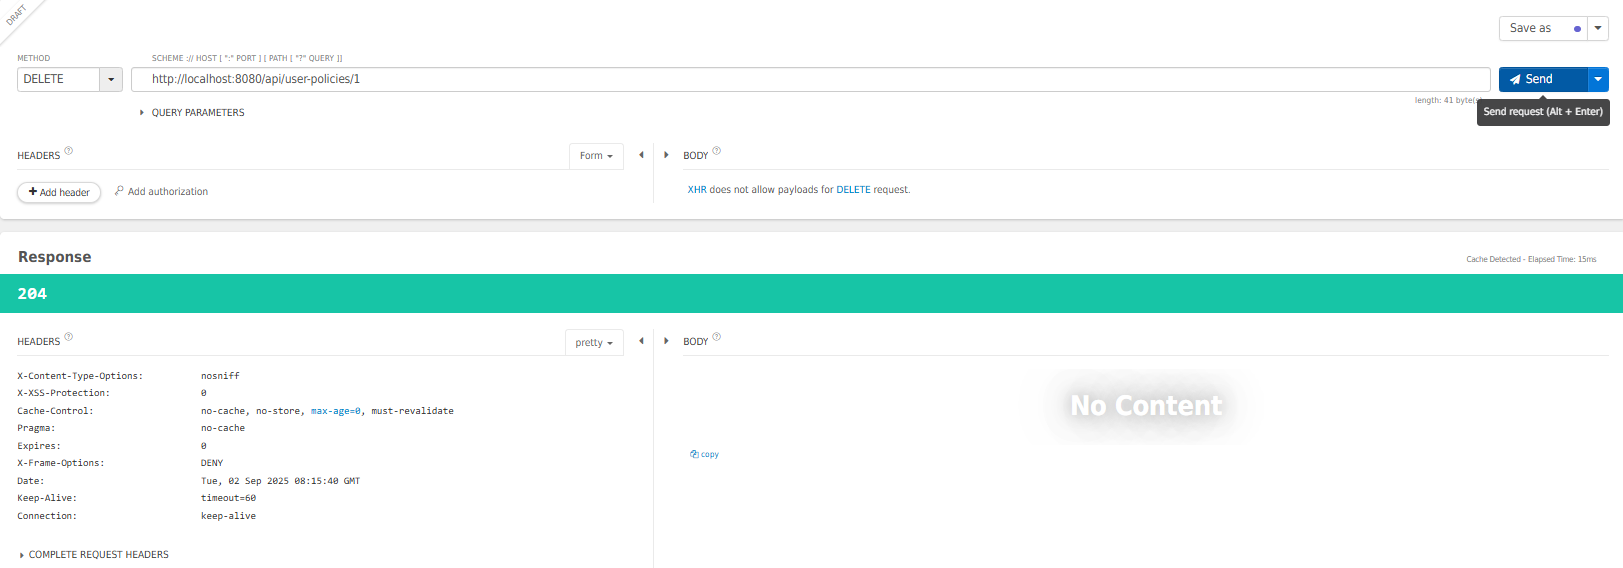 DRAFT
Save as
METHOD
SCHEME :// HOST [ ":" PORT ] [ PATH [ "?" QUERY ]]
DELETE
http://localhost:8080/api/user-policies/1
Send
length: 41 byte(s)
Send request (Alt + Enter)
QUERY PARAMETERS
HEADERS ?
Form
BODY ?
+ Add header
Add authorization
XHR does not allow payloads for DELETE request.
Response
Cache Detected - Elapsed Time: 15ms
204
HEADERS ?
pretty
BODY ?
X-Content-Type-Options: nosniff
X-XSS-Protection: 0
Cache-Control: no-cache, no-store, max-age=0, must-revalidate
Pragma: no-cache
Expires: 0
X-Frame-Options: DENY
Date: Tue, 02 Sep 2025 08:15:40 GMT
Keep-Alive: timeout=60
Connection: keep-alive
No Content
copy
COMPLETE REQUEST HEADERS